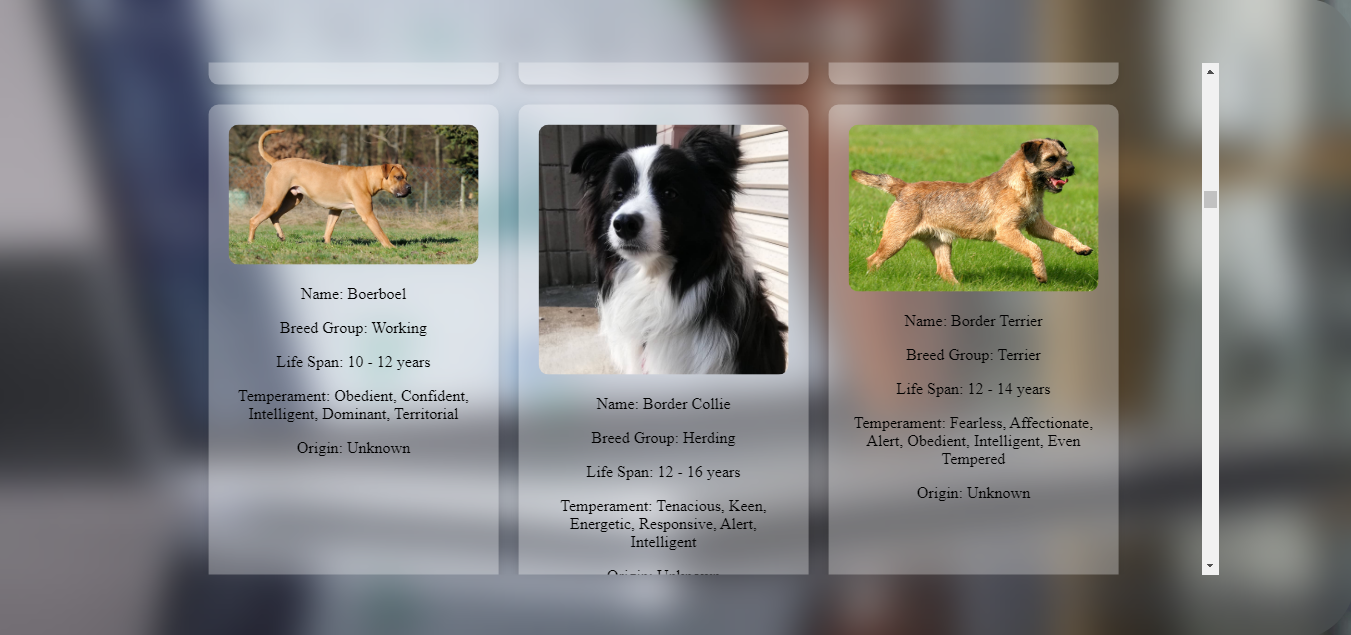 Name: Boerboel
Breed Group: Working
Life Span: 10 - 12 years
Temperament: Obedient, Confident,
Intelligent, Dominant, Territorial
Origin: Unknown
Name: Border Collie
Breed Group: Herding
Life Span: 12 - 16 years
Temperament: Tenacious, Keen,
Energetic, Responsive, Alert,
Intelligent
Origin: Unknown
Name: Border Terrier
Breed Group: Terrier
Life Span: 12 - 14 years
Temperament: Fearless, Affectionate,
Alert, Obedient, Intelligent, Even
Tempered
Origin: Unknown